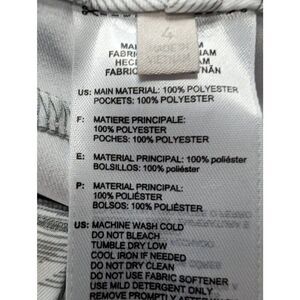 4
MADE IN
VIETNAM
US: MAIN MATERIAL: 100% POLYESTER
POCKETS: 100% POLYESTER
F: MATIERE PRINCIPALE:
100% POLYESTER
POCHES: 100% POLYESTER
E: MATERIAL PRINCIPAL: 100% poliéster
BOLSILLOS: 100% poliéster
P: MATERIAL PRINCIPAL:
100% POLIÉSTER
BOLSOS: 100% POLIÉSTER
US: MACHINE WASH COLD
DO NOT BLEACH
TUMBLE DRY LOW
COOL IRON IF NEEDED
DO NOT DRY CLEAN
DO NOT USE FABRIC SOFTENER
USE MILD DETERGENT ONLY
REMOVE PROMPTLY AFTER